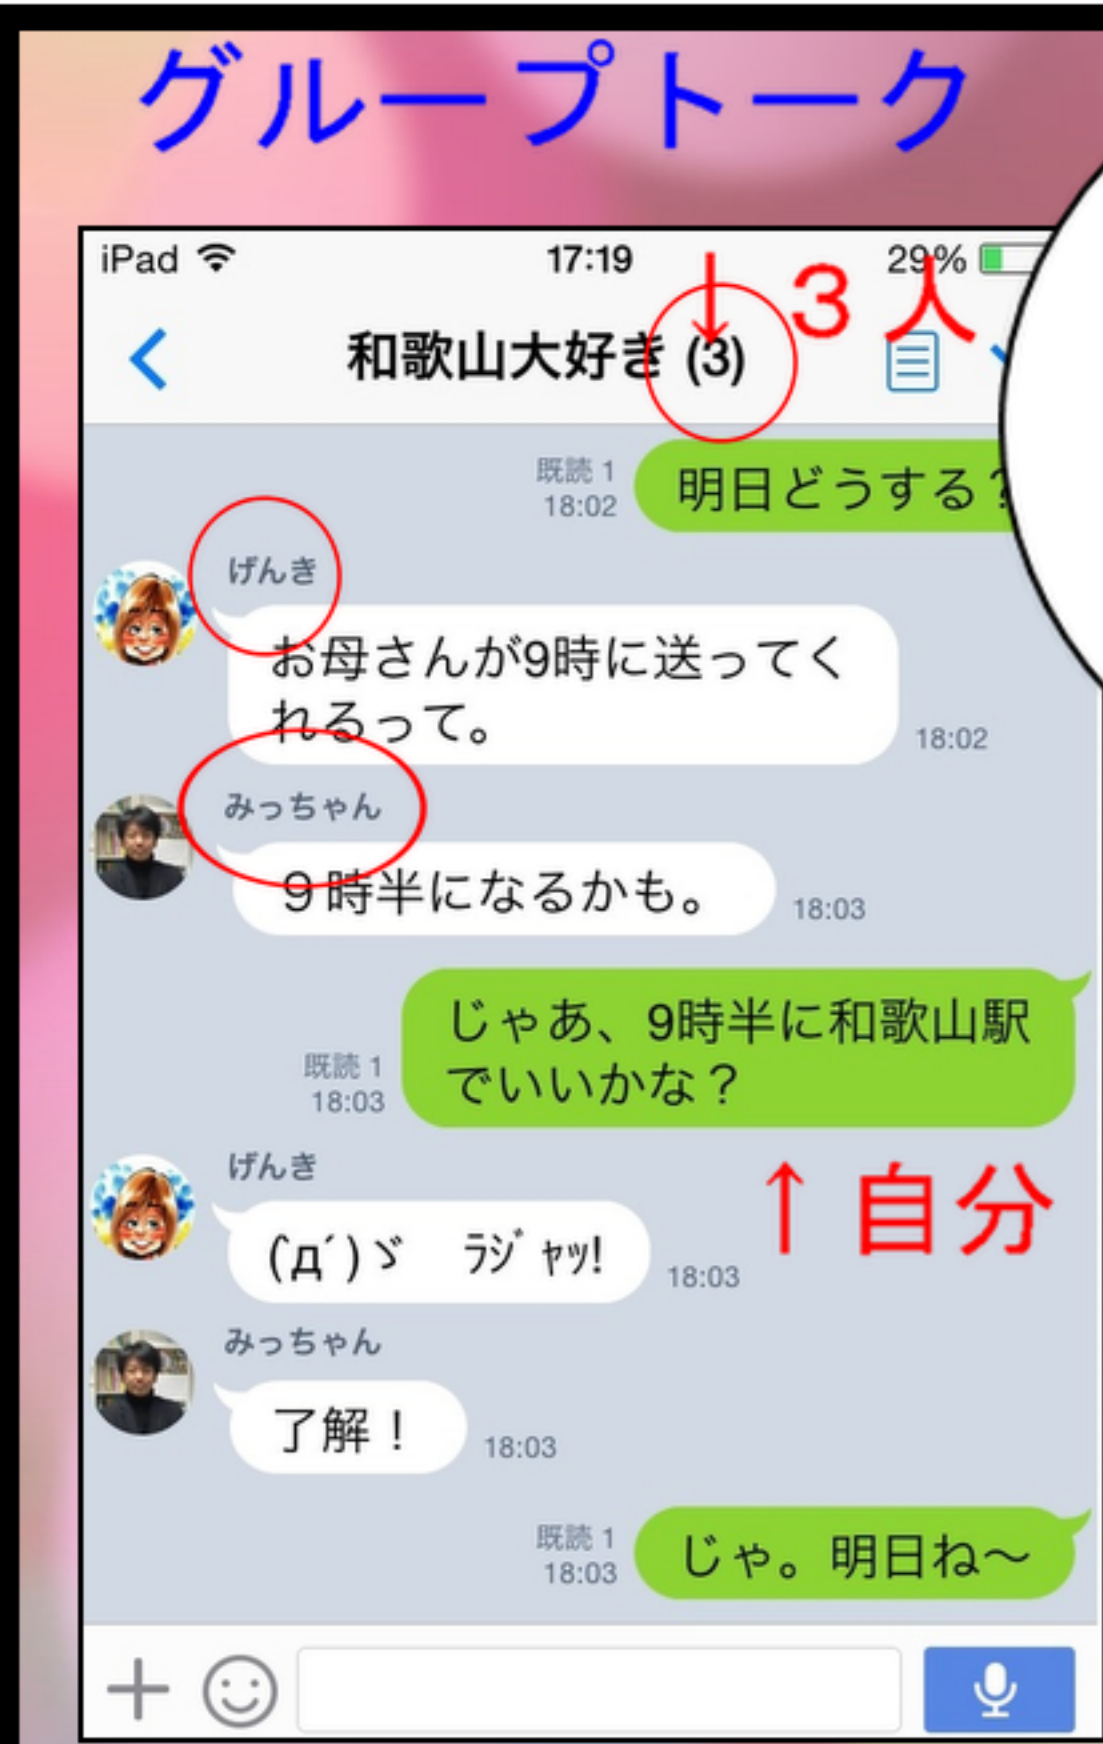 グループトーク
iPad 17:19 29%
↓3人
和歌山大好き (3)
既読 1
18:02
明日どうする?
げんき
お母さんが9時に送ってく
れるって。
18:02
みっちゃん
9時半になるかも。
18:03
じゃあ、9時半に和歌山駅
でいいかな？
既読 1
18:03
↑自分
げんき
(`д´)ゞ ﾗｼﾞｬｯ!
18:03
みっちゃん
了解！
18:03
既読 1
18:03
じゃ。明日ね〜